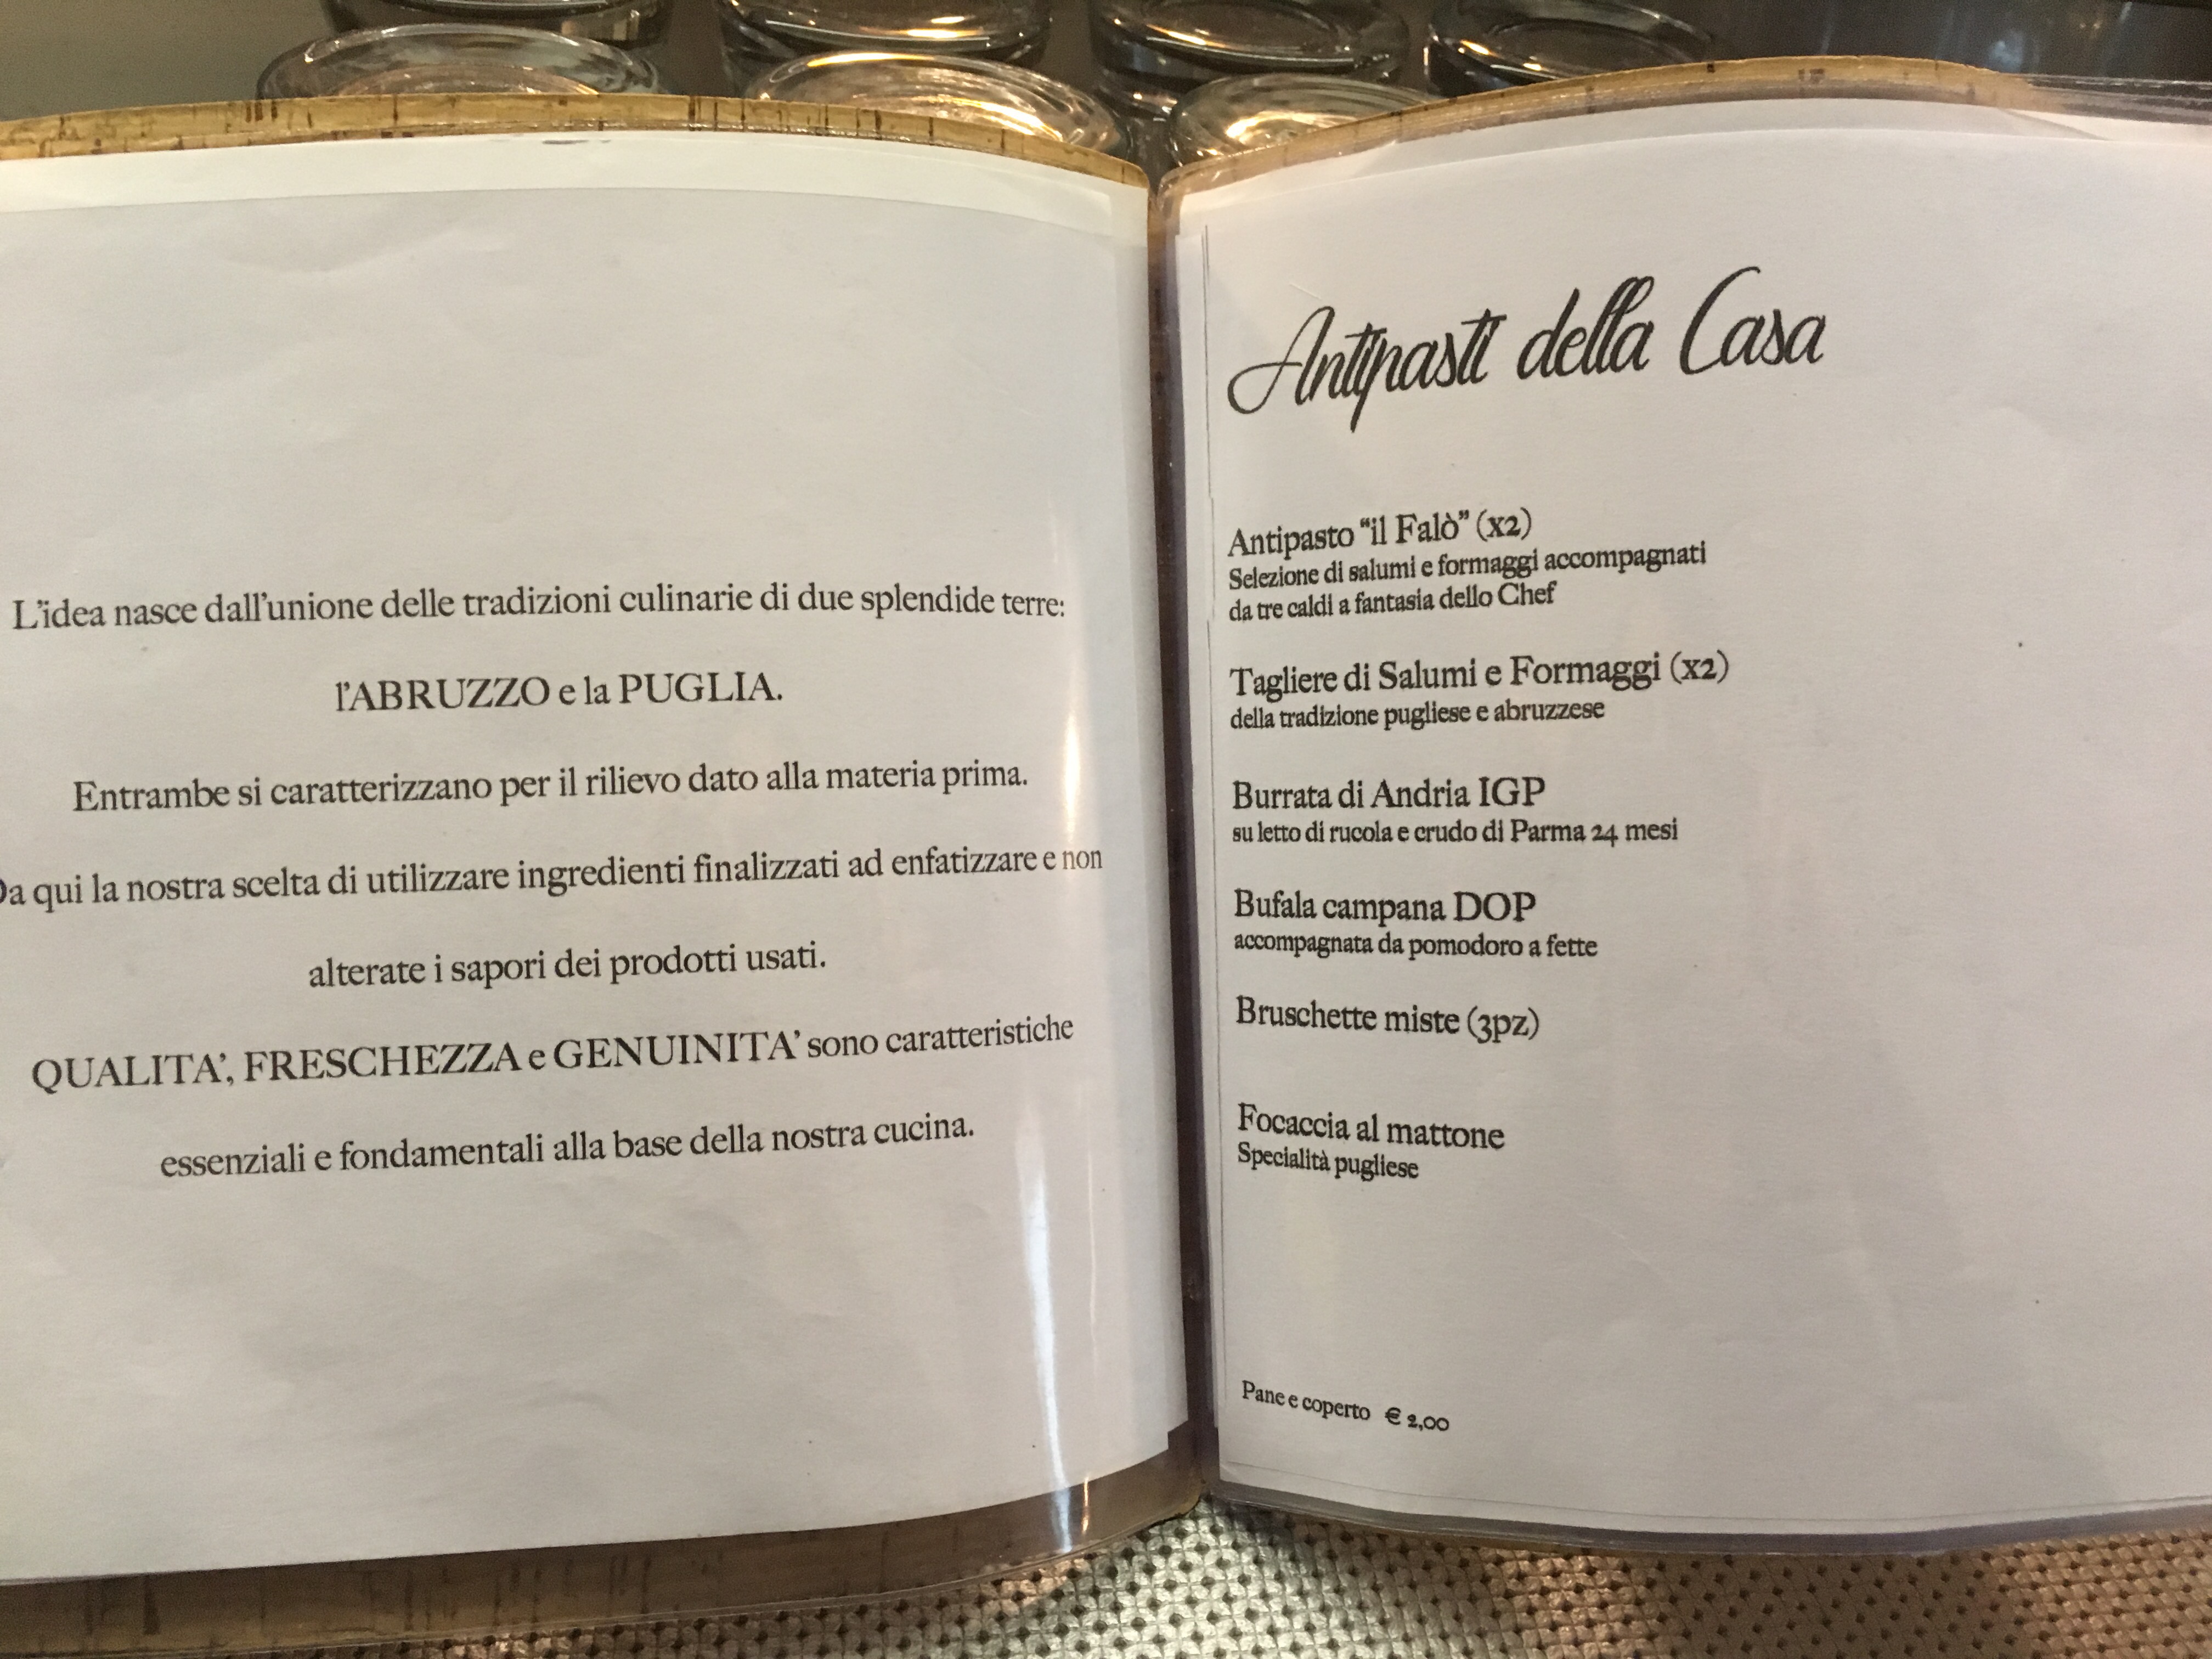 L'idea nasce dall'unione delle tradizioni culinarie di due splendide terre:
l'ABRUZZO e la PUGLIA.
Entrambe si caratterizzano per il rilievo dato alla materia prima.
Da qui la nostra scelta di utilizzare ingredienti finalizzati ad enfatizzare e non
alterate i sapori dei prodotti usati.
QUALITA', FRESCHEZZA e GENUINITA' sono caratteristiche
essenziali e fondamentali alla base della nostra cucina.
Antipasti della Casa
Antipasto “il Falò” (x2)
Selezione di salumi e formaggi accompagnati
da tre caldi a fantasia dello Chef
Tagliere di Salumi e Formaggi (x2)
della tradizione pugliese e abruzzese
Burrata di Andria IGP
su letto di rucola e crudo di Parma 24 mesi
Bufala campana DOP
accompagnata da pomodoro a fette
Bruschette miste (3pz)
Focaccia al mattone
Specialità pugliese
Pane e coperto € 2,00